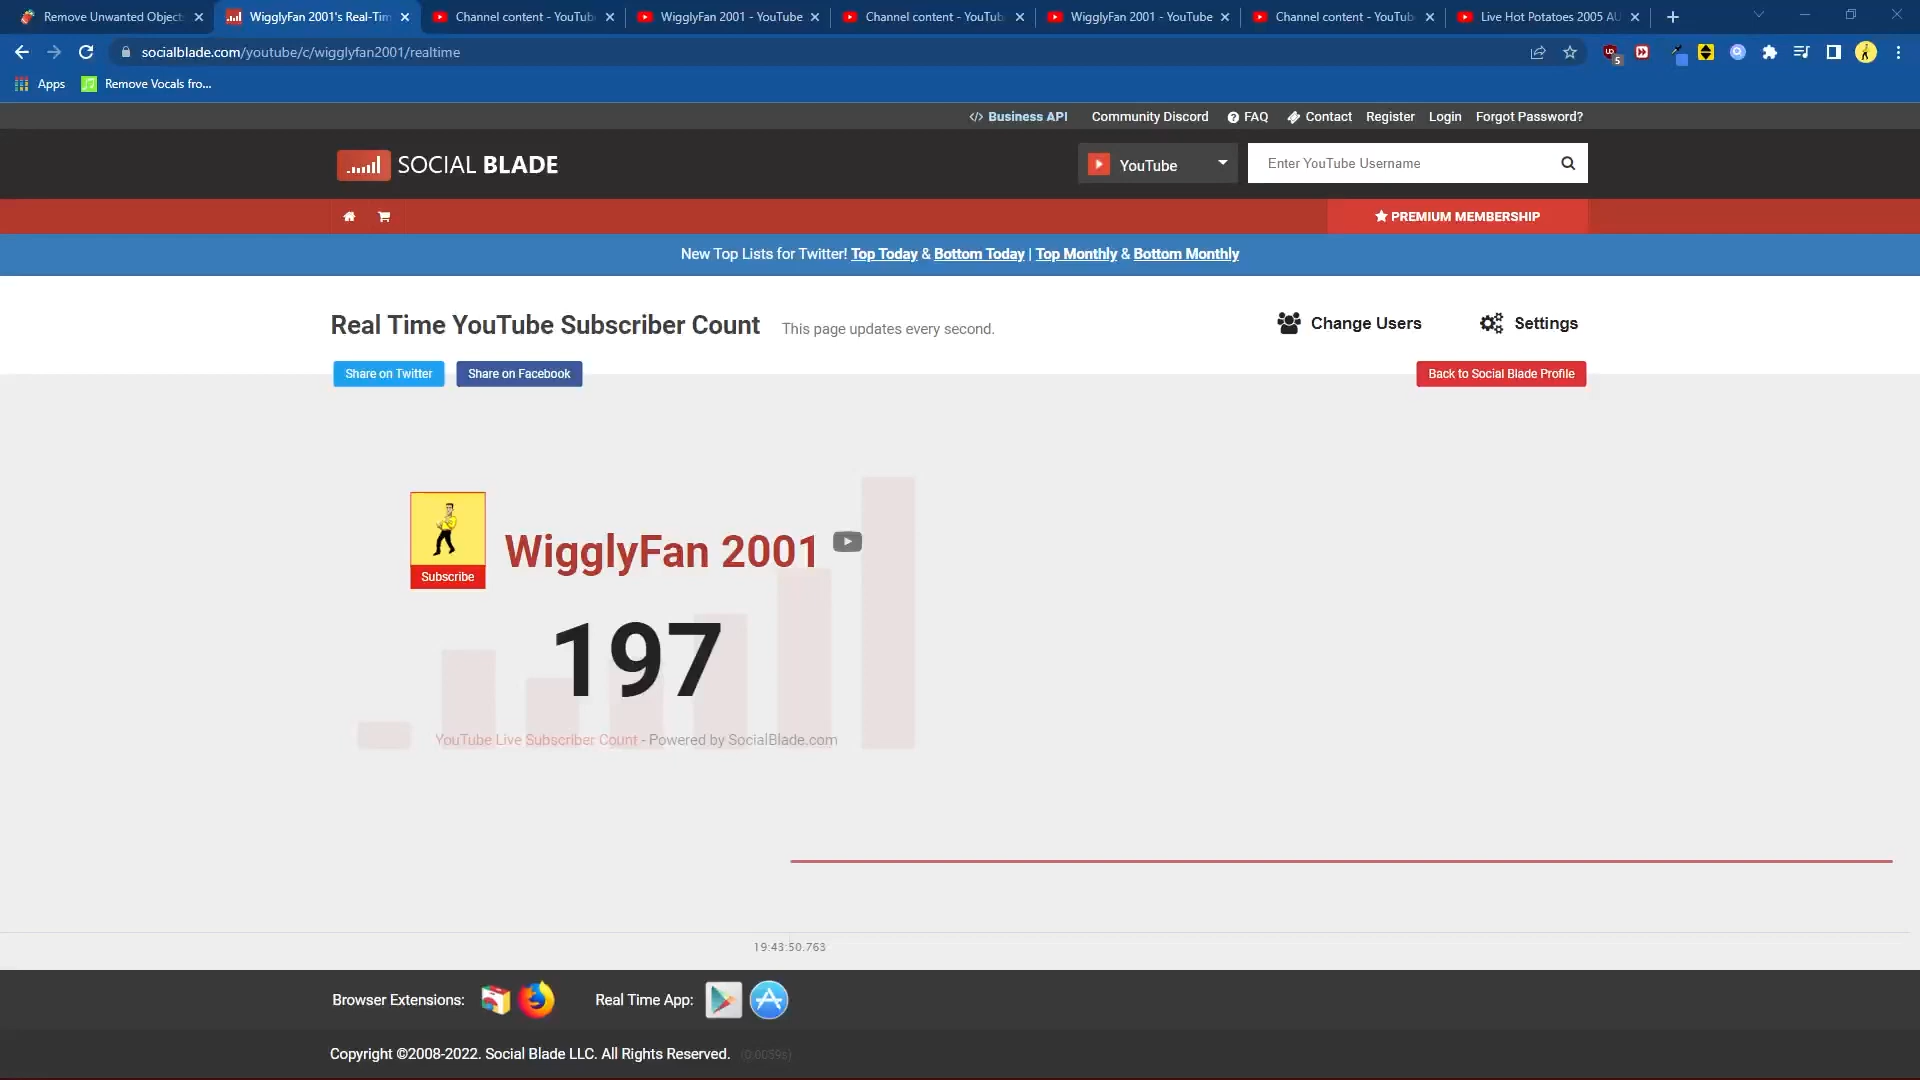 Remove Unwanted Object
WigglyFan 2001's Real-Tim
Channel content - YouTub
WigglyFan 2001 - YouTube
Channel content - YouTub
WigglyFan 2001 - YouTube
Channel content - YouTub
Live Hot Potatoes 2005 AU
socialblade.com/youtube/c/wigglyfan2001/realtime
5
Apps
Remove Vocals fro...
</> Business API
Community Discord
FAQ
Contact
Register
Login
Forgot Password?
SOCIAL BLADE
YouTube
Enter YouTube Username
PREMIUM MEMBERSHIP
New Top Lists for Twitter! Top Today & Bottom Today | Top Monthly & Bottom Monthly
Real Time YouTube Subscriber Count
This page updates every second.
Change Users
Settings
Share on Twitter
Share on Facebook
Back to Social Blade Profile
WigglyFan 2001
Subscribe
197
YouTube Live Subscriber Count - Powered by SocialBlade.com
19:43:50.763
Browser Extensions:
Real Time App:
Copyright ©2008-2022. Social Blade LLC. All Rights Reserved. (0.0059s)